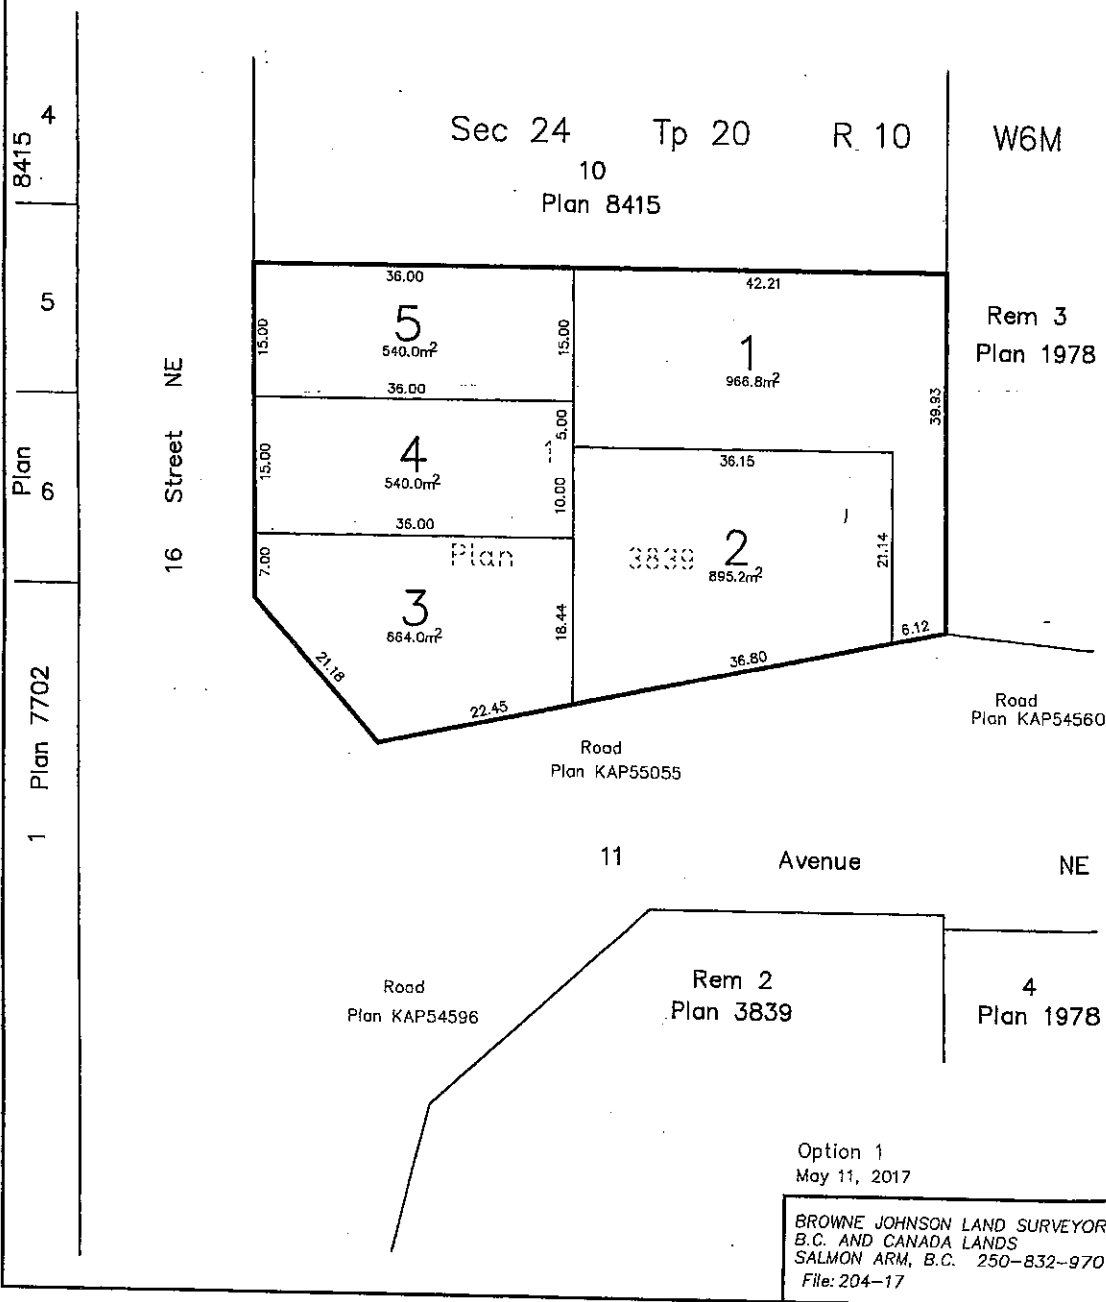 4
8415
5
Plan
6
1 Plan 7702
16 Street NE
Sec 24 Tp 20 R 10 W6M
10
Plan 8415
36.00
42.21
15.00
5
540.0m²
15.00
1
966.8m²
Rem 3
Plan 1978
39.93
36.00
5.00
15.00
4
540.0m²
10.00
36.15
36.00
7.00
Plan 3839
2
895.2m²
21.14
3
664.0m²
18.44
21.18
22.45
36.80
6.12
Road
Plan KAP54560
Road
Plan KAP55055
11 Avenue NE
Road
Plan KAP54596
Rem 2
Plan 3839
4
Plan 1978
Option 1
May 11, 2017
BROWNE JOHNSON LAND SURVEYOR
B.C. AND CANADA LANDS
SALMON ARM, B.C. 250-832-970
File: 204-17